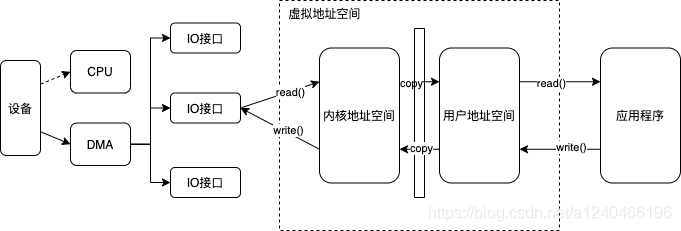 虚拟地址空间
IO接口
CPU
设备
IO接口
read()
write()
内核地址空间
copy
copy
用户地址空间
read()
write()
应用程序
DMA
IO接口
https://blog.csdn.net/a1240466196